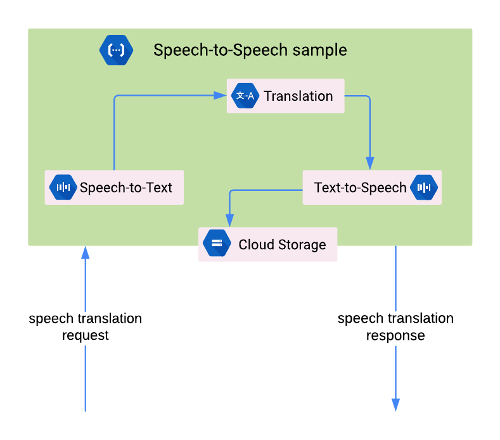 Speech-to-Speech sample
文-A Translation
Speech-to-Text
Text-to-Speech
Cloud Storage
speech translation
request
speech translation
response